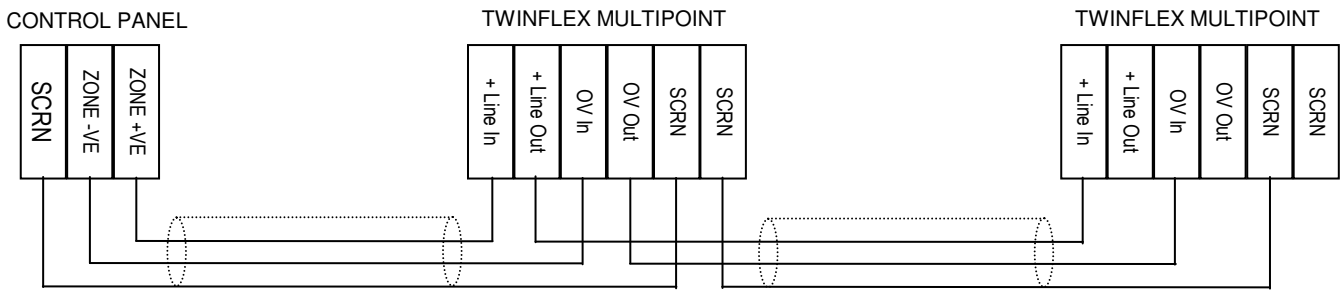 CONTROL PANEL
TWINFLEX MULTIPOINT
TWINFLEX MULTIPOINT
SCRN
ZONE -VE
ZONE +VE
+ Line In
+ Line Out
OV In
OV Out
SCRN
SCRN
+ Line In
+ Line Out
OV In
OV Out
SCRN
SCRN